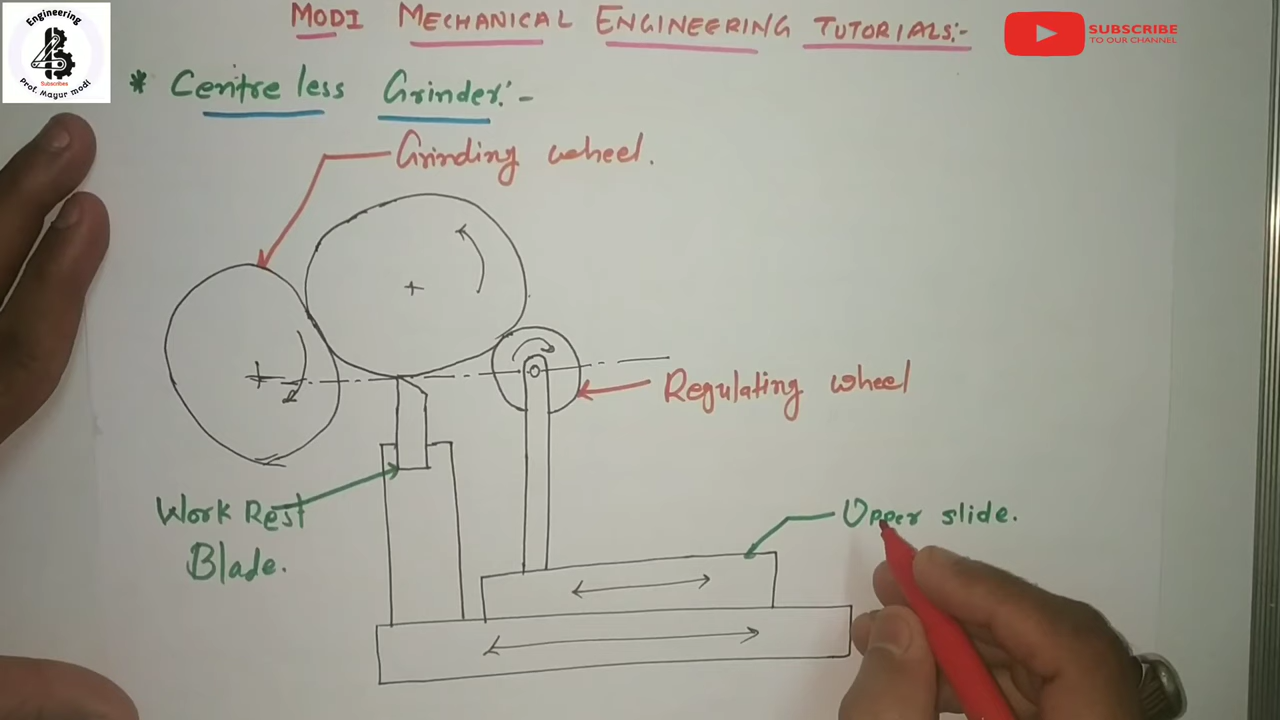 MODI MECHANICAL ENGINEERING TUTORIALS:-
SUBSCRIBE
TO OUR CHANNEL
Engineering
Subscribes
Prof. Mayur modi
* Centre less Grinder:-
Grinding wheel.
Regulating wheel
Work Rest
Blade.
Upper slide.